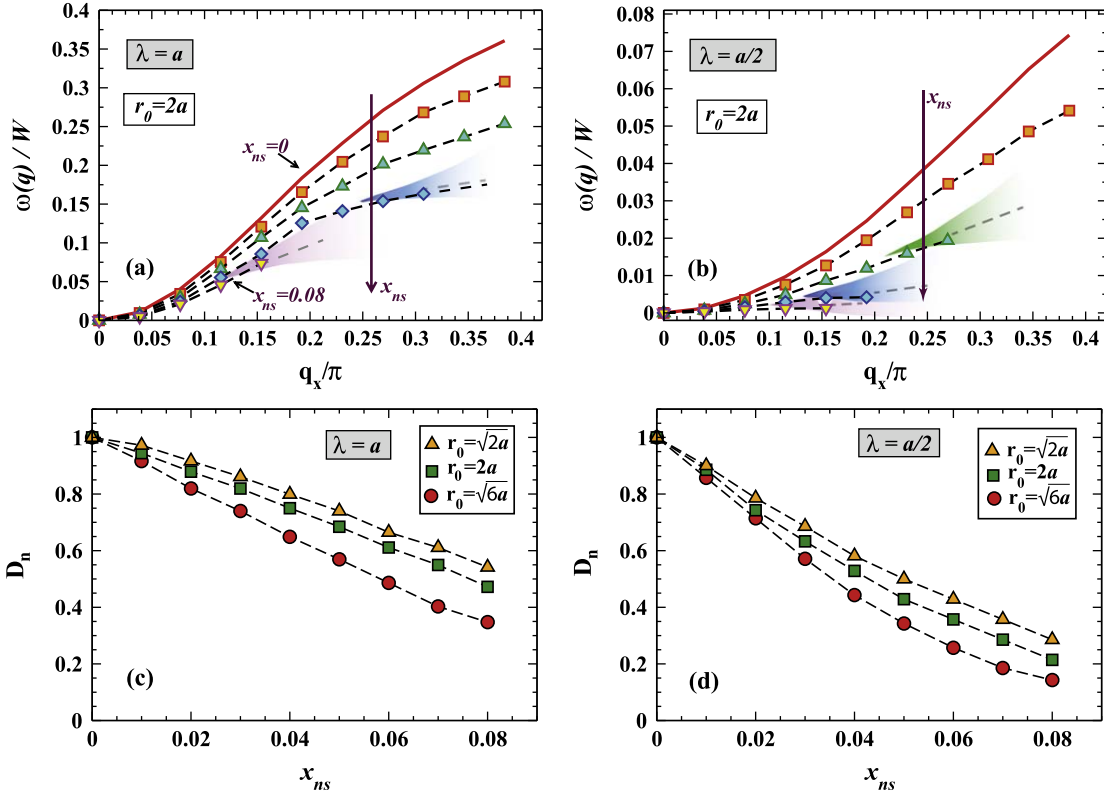 0.4
0.35
0.3
0.25
0.2
0.15
0.1
0.05
0.00
ω(q) / W
λ = a
r₀=2a
xₙₛ=0
(a)
xₙₛ=0.08
xₙₛ
0 0.05 0.1 0.15 0.2 0.25 0.3 0.35 0.4
qₓ/π
0.08
0.07
0.06
0.05
0.04
0.03
0.02
0.01
0.00
ω(q) / W
λ = a/2
r₀=2a
xₙₛ
(b)
0 0.05 0.1 0.15 0.2 0.25 0.3 0.35 0.4
qₓ/π
1
0.8
0.6
0.4
0.2
0
Dₙ
λ = a
r₀=√2a
r₀=2a
r₀=√6a
(c)
0 0.02 0.04 0.06 0.08
xₙₛ
1
0.8
0.6
0.4
0.2
0
Dₙ
λ = a/2
r₀=√2a
r₀=2a
r₀=√6a
(d)
0 0.02 0.04 0.06 0.08
xₙₛ